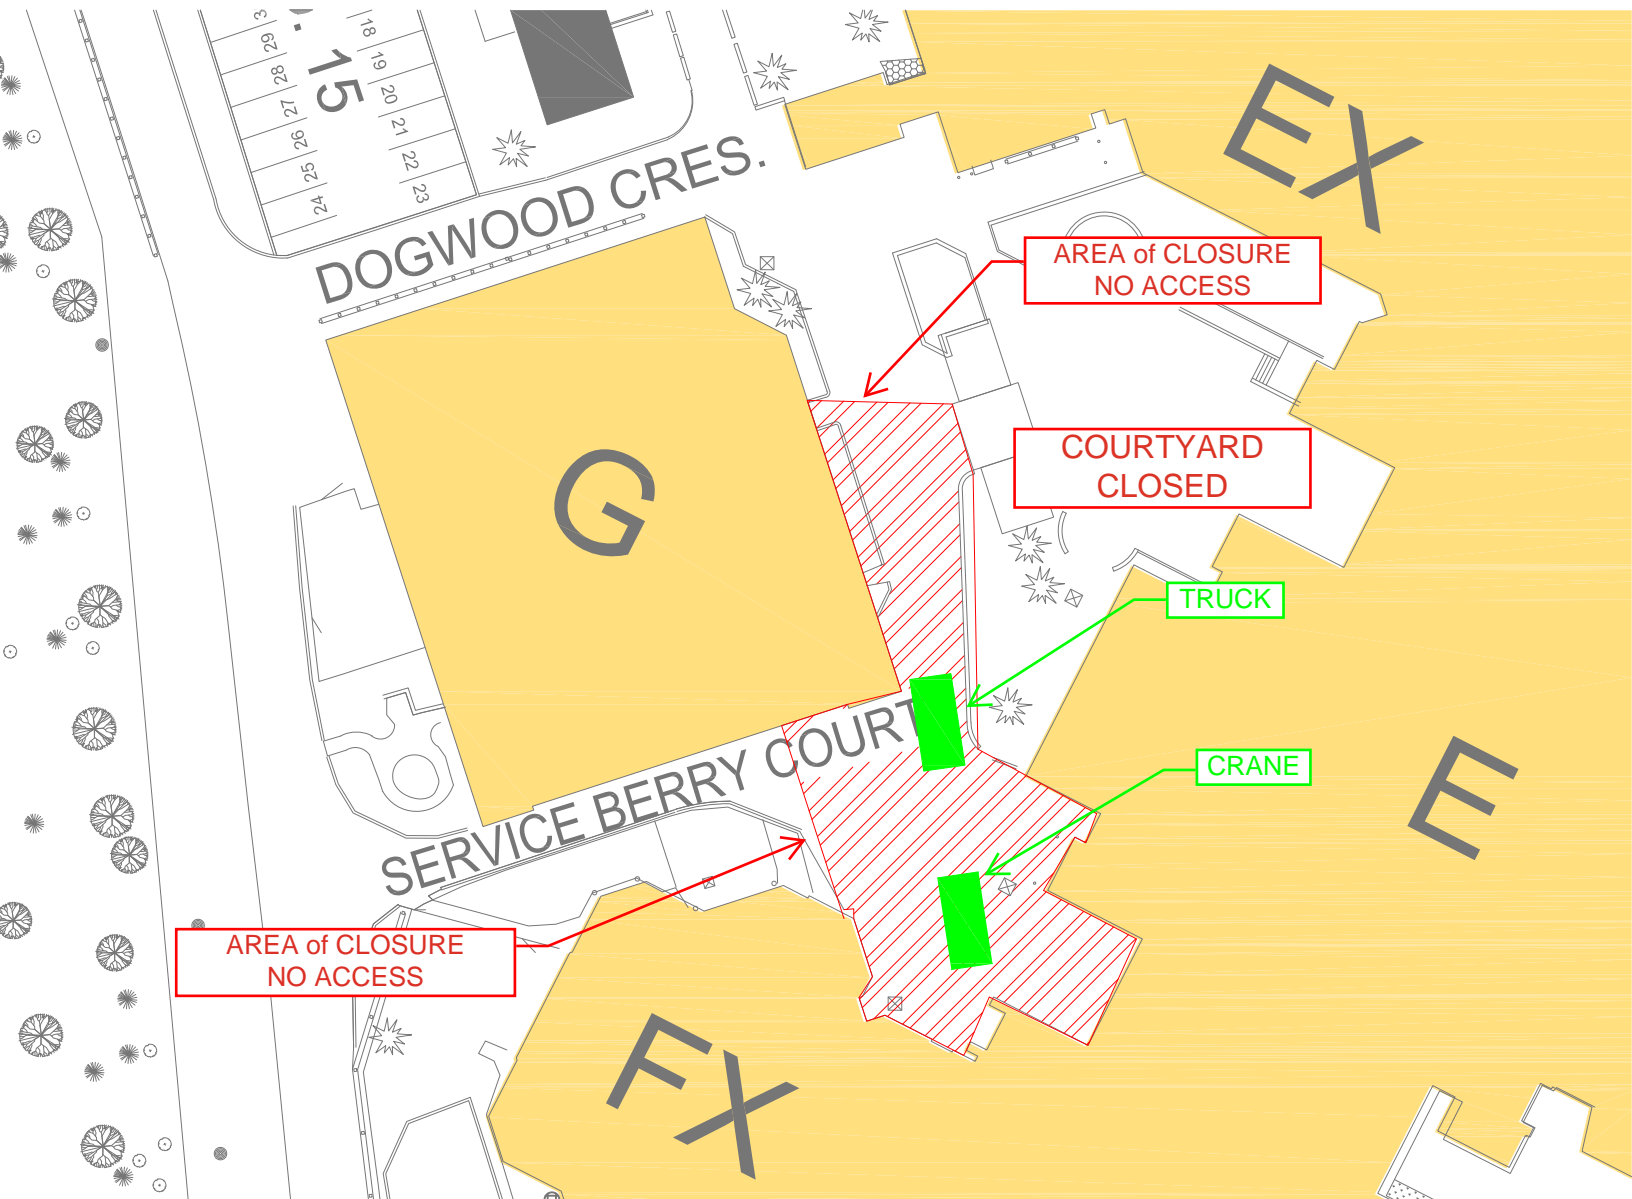 15
3
29
28
27
26
25
24
18
19
20
21
22
23
DOGWOOD CRES.
EX
AREA of CLOSURE
NO ACCESS
COURTYARD
CLOSED
G
TRUCK
CRANE
SERVICE BERRY COURT
E
AREA of CLOSURE
NO ACCESS
FX